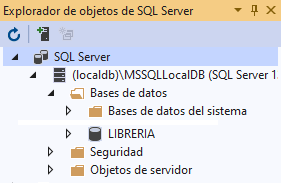 Explorador de objetos de SQL Server
SQL Server
(localdb)\MSSQLLocalDB (SQL Server 1
Bases de datos
Bases de datos del sistema
LIBRERIA
Seguridad
Objetos de servidor